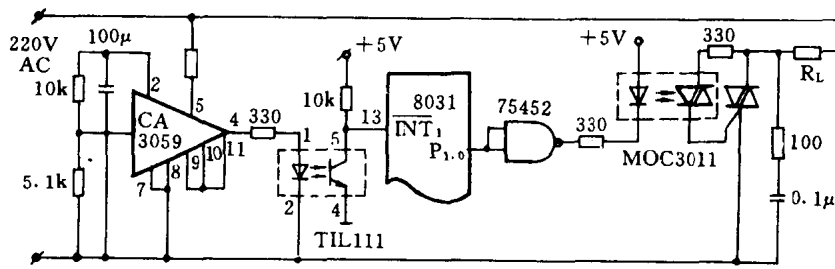 220V
AC
100μ
10k
5.1k
2
5
CA
3059
4
11
10
9
8
7
330
1
2
5
4
TIL111
+5V
10k
13
8031
INT₁
P₁.₀
75452
330
+5V
MOC3011
330
R_L
100
0.1μ